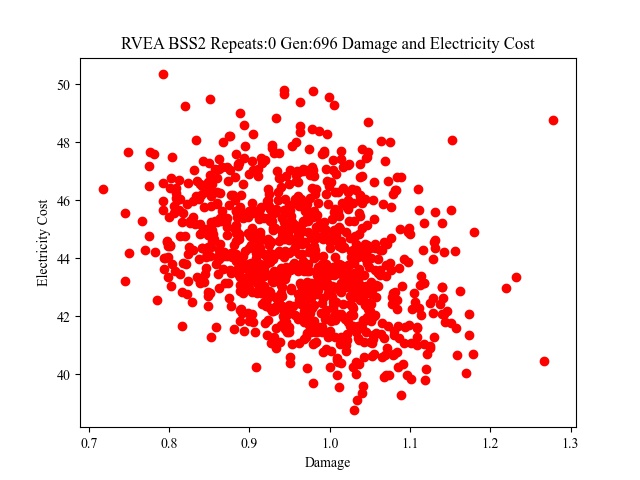 RVEA BSS2 Repeats:0 Gen:696 Damage and Electricity Cost
50
48
46
44
42
40
Electricity Cost
0.7 0.8 0.9 1.0 1.1 1.2 1.3
Damage